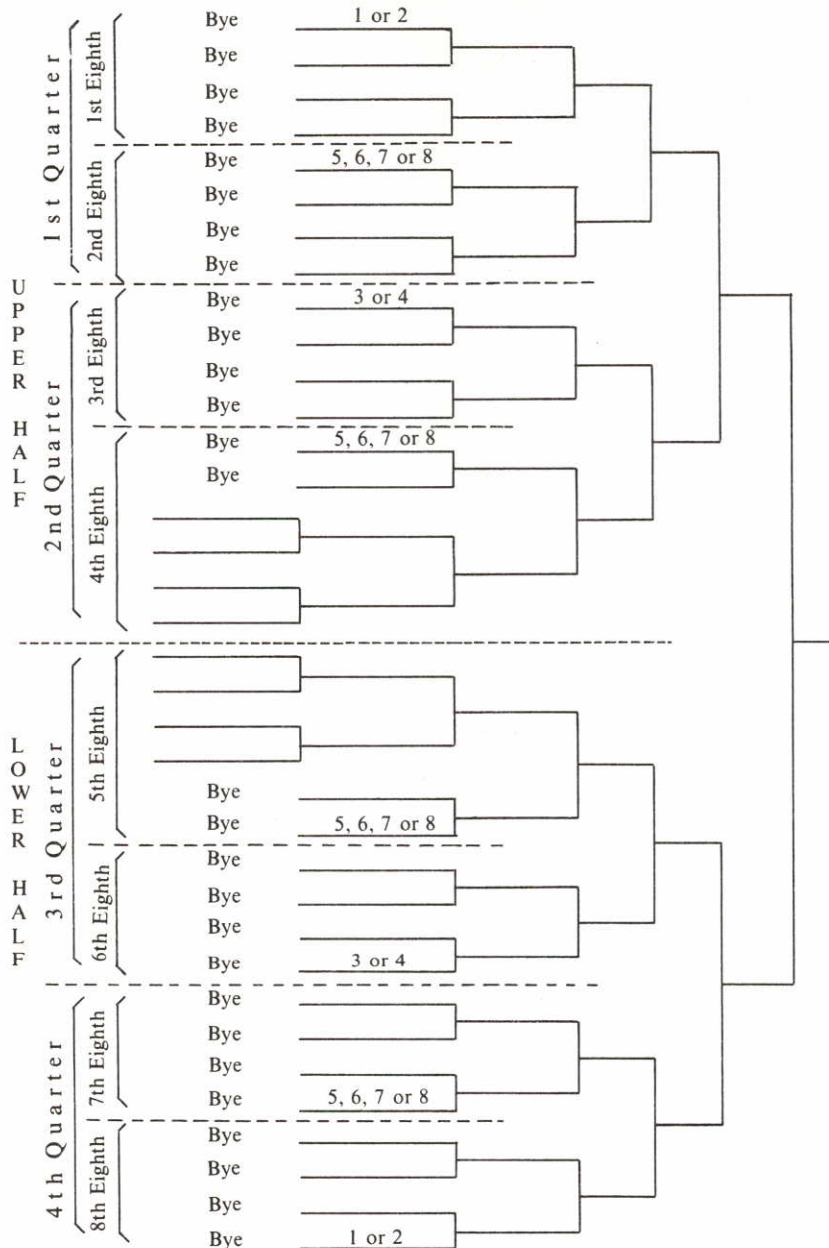 UPPER HALF
1st Quarter
1st Eighth
Bye 1 or 2
Bye
Bye
Bye
2nd Eighth
Bye 5, 6, 7 or 8
Bye
Bye
Bye
2nd Quarter
3rd Eighth
Bye 3 or 4
Bye
Bye
Bye
4th Eighth
Bye 5, 6, 7 or 8
Bye
LOWER HALF
3rd Quarter
5th Eighth
Bye
Bye 5, 6, 7 or 8
6th Eighth
Bye
Bye
Bye
Bye 3 or 4
4th Quarter
7th Eighth
Bye
Bye
Bye
Bye 5, 6, 7 or 8
8th Eighth
Bye
Bye
Bye
Bye 1 or 2